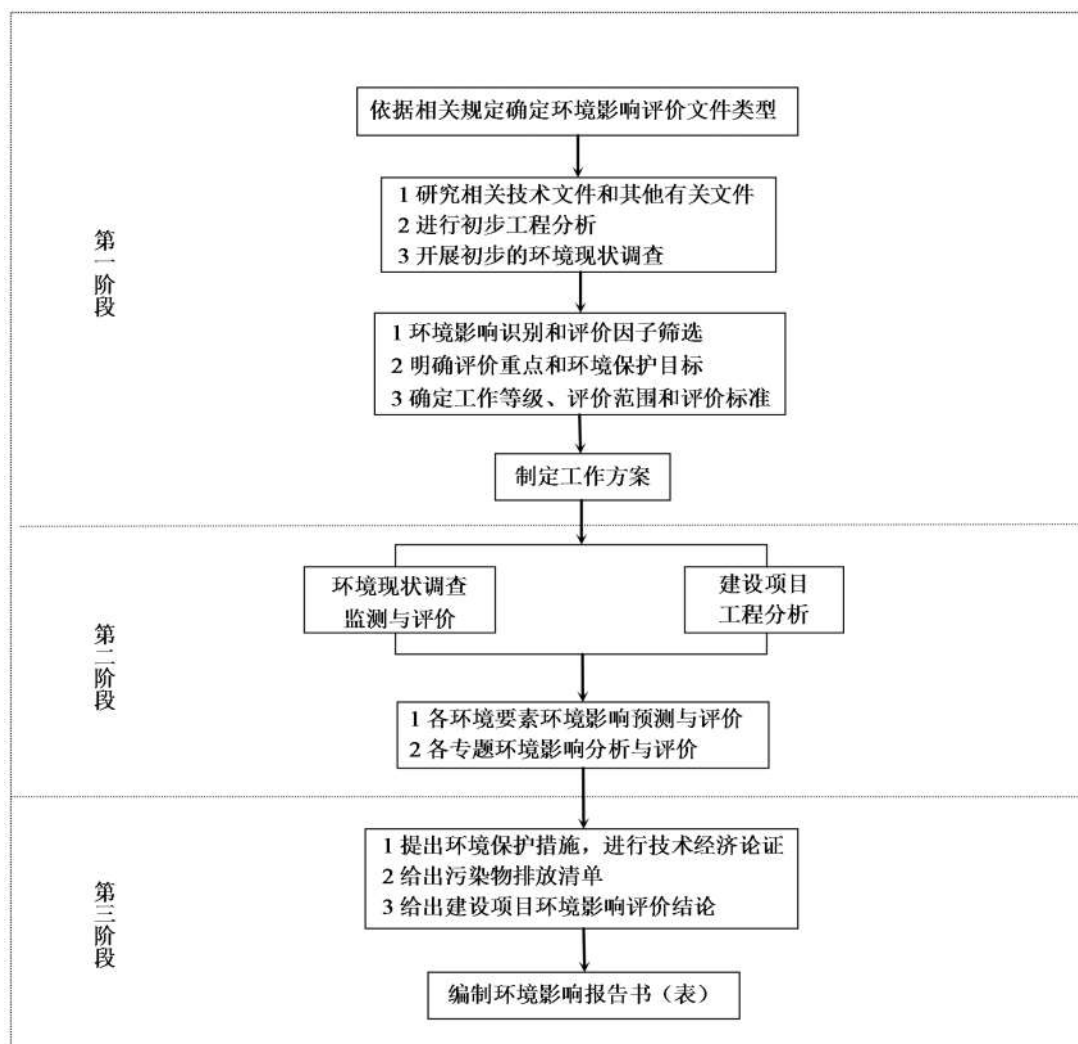 依据相关规定确定环境影响评价文件类型
1 研究相关技术文件和其他有关文件
2 进行初步工程分析
3 开展初步的环境现状调查
第一阶段
1 环境影响识别和评价因子筛选
2 明确评价重点和环境保护目标
3 确定工作等级、评价范围和评价标准
制定工作方案
环境现状调查
监测与评价
建设项目
工程分析
第二阶段
1 各环境要素环境影响预测与评价
2 各专题环境影响分析与评价
1 提出环境保护措施，进行技术经济论证
2 给出污染物排放清单
3 给出建设项目环境影响评价结论
第三阶段
编制环境影响报告书（表）